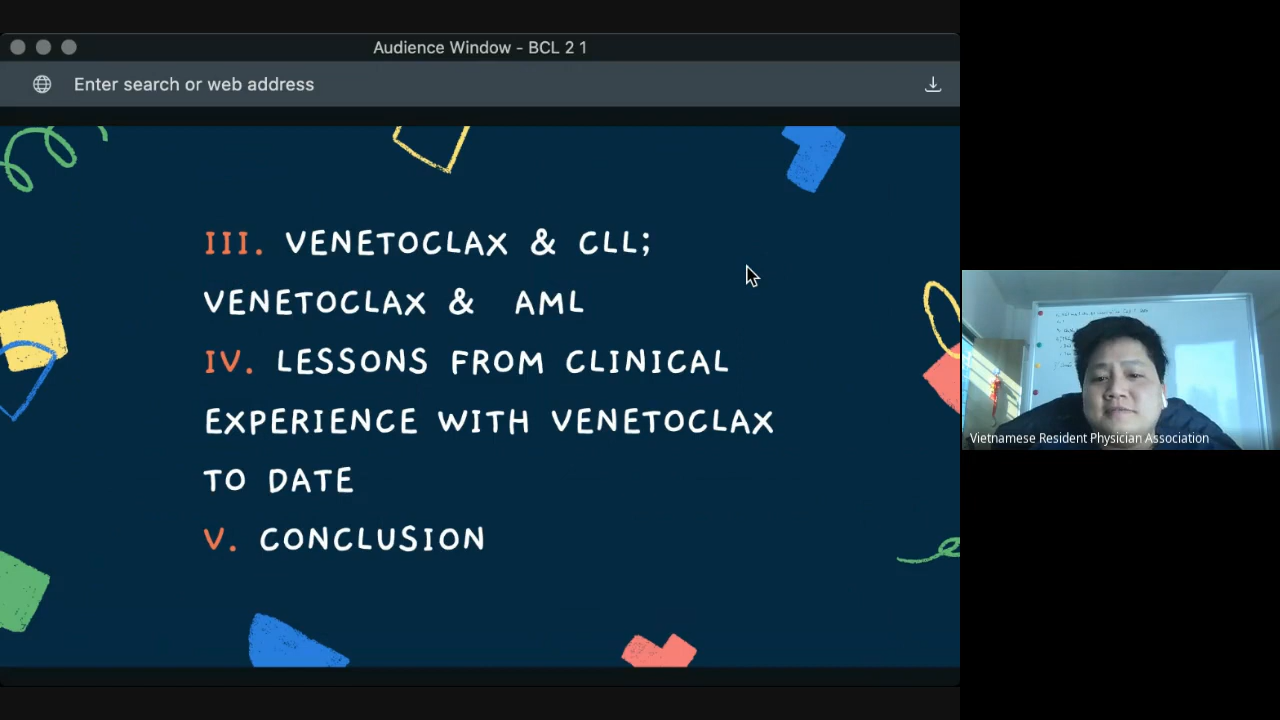 Audience Window - BCL 2 1
Enter search or web address
III. VENETOCLAX & CLL;
VENETOCLAX & AML
IV. LESSONS FROM CLINICAL
EXPERIENCE WITH VENETOCLAX
TO DATE
V. CONCLUSION
Vietnamese Resident Physician Association